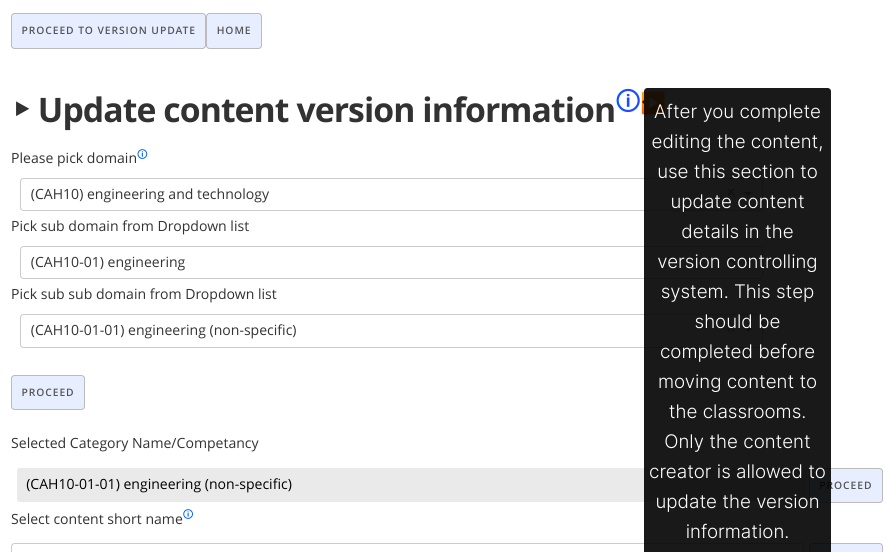 PROCEED TO VERSION UPDATE
HOME
Update content version information
Please pick domain
(CAH10) engineering and technology
Pick sub domain from Dropdown list
(CAH10-01) engineering
Pick sub sub domain from Dropdown list
(CAH10-01-01) engineering (non-specific)
PROCEED
Selected Category Name/Competancy
(CAH10-01-01) engineering (non-specific)
PROCEED
Select content short name
After you complete
editing the content,
use this section to
update content
details in the
version controlling
system. This step
should be
completed before
moving content to
the classrooms.
Only the content
creator is allowed to
update the version
information.